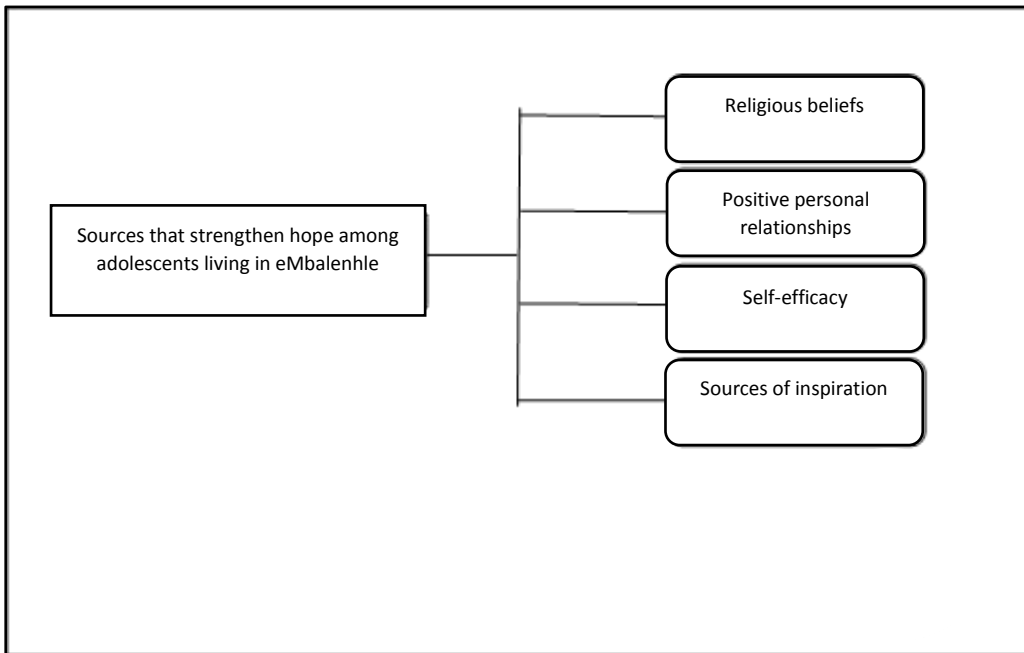 Sources that strengthen hope among
adolescents living in eMbalenhle
Religious beliefs
Positive personal
relationships
Self-efficacy
Sources of inspiration